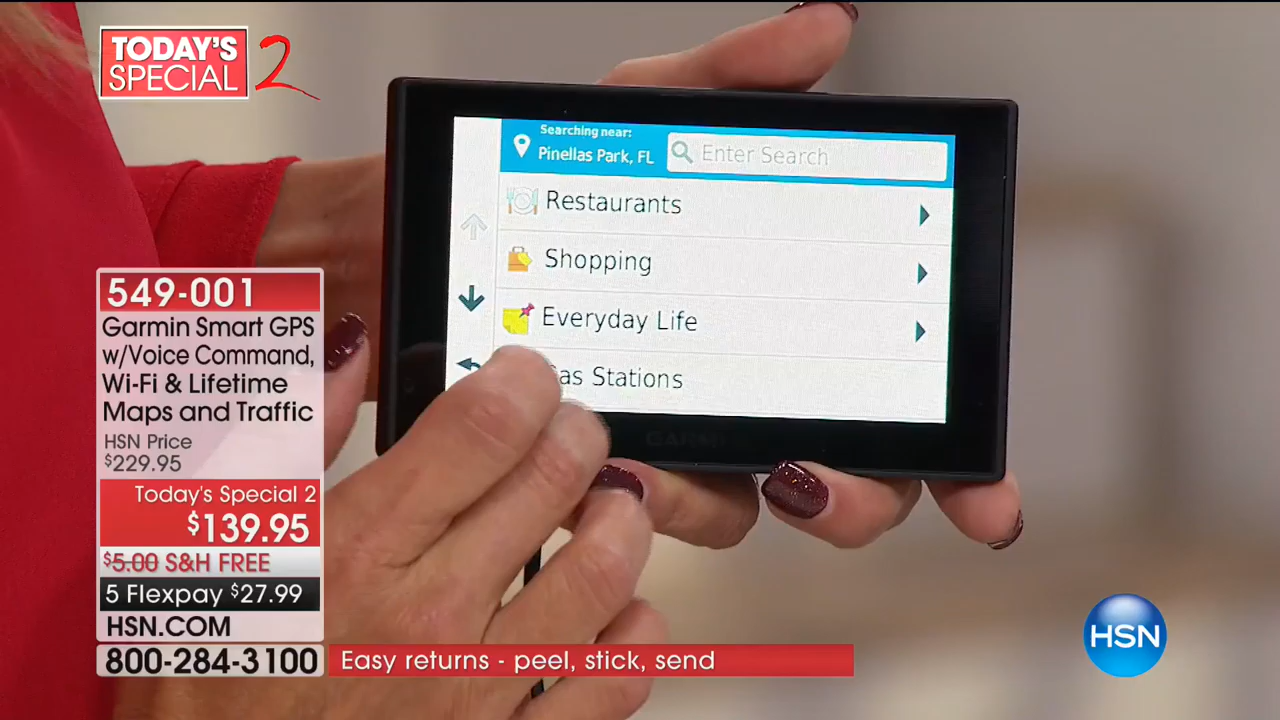 TODAY'S
SPECIAL 2
Searching near:
Pinellas Park, FL
Enter Search
Restaurants
Shopping
Everyday Life
as Stations
GARMIN
549-001
Garmin Smart GPS
w/Voice Command,
Wi-Fi & Lifetime
Maps and Traffic
HSN Price
$229.95
Today's Special 2
$139.95
$5.00 S&H FREE
5 Flexpay $27.99
HSN.COM
800-284-3100
Easy returns - peel, stick, send
HSN